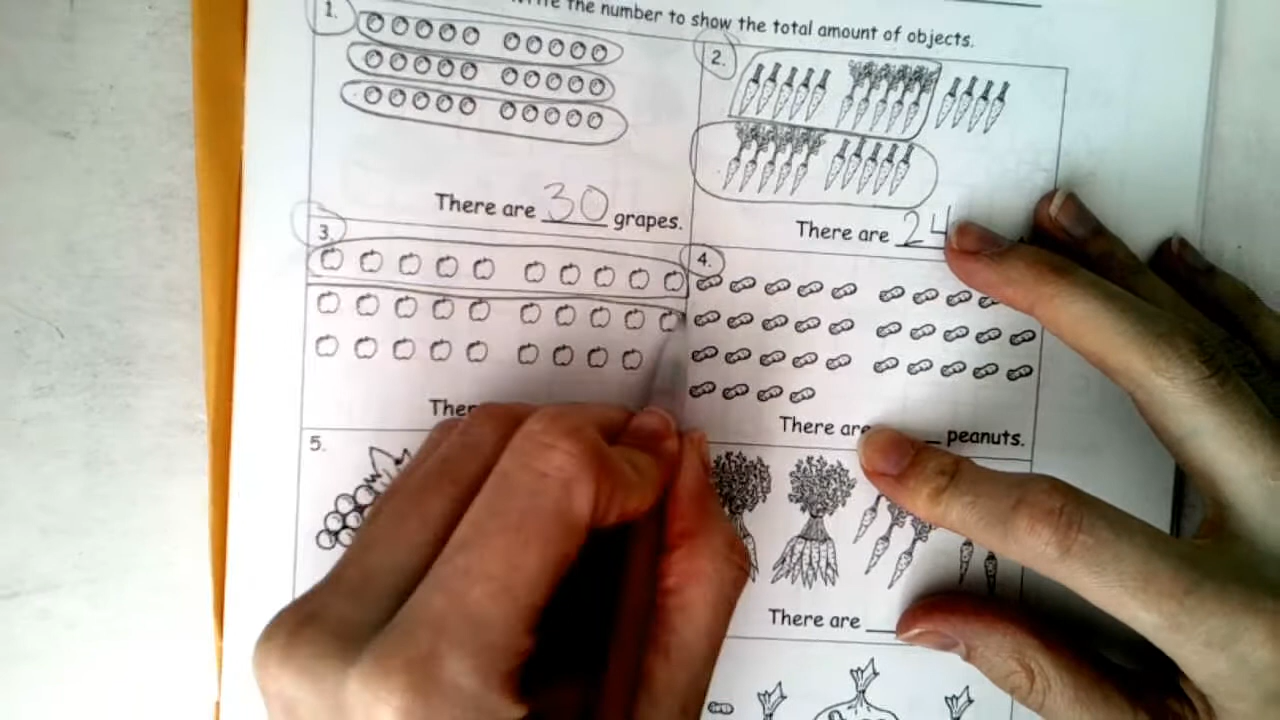 the number to show the total amount of objects.
1.
There are 30 grapes.
2.
There are 24
3.
4.
There are peanuts.
5.
There are